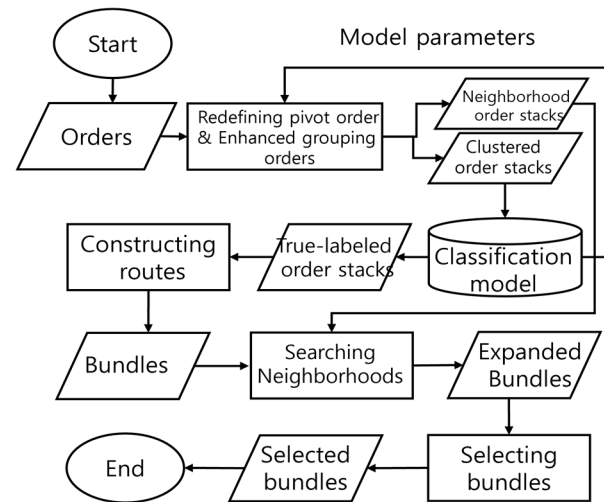 Start
Model parameters
Orders
Redefining pivot order
& Enhanced grouping
orders
Neighborhood
order stacks
Clustered
order stacks
Constructing
routes
True-labeled
order stacks
Classification
model
Bundles
Searching
Neighborhoods
Expanded
Bundles
End
Selected
bundles
Selecting
bundles